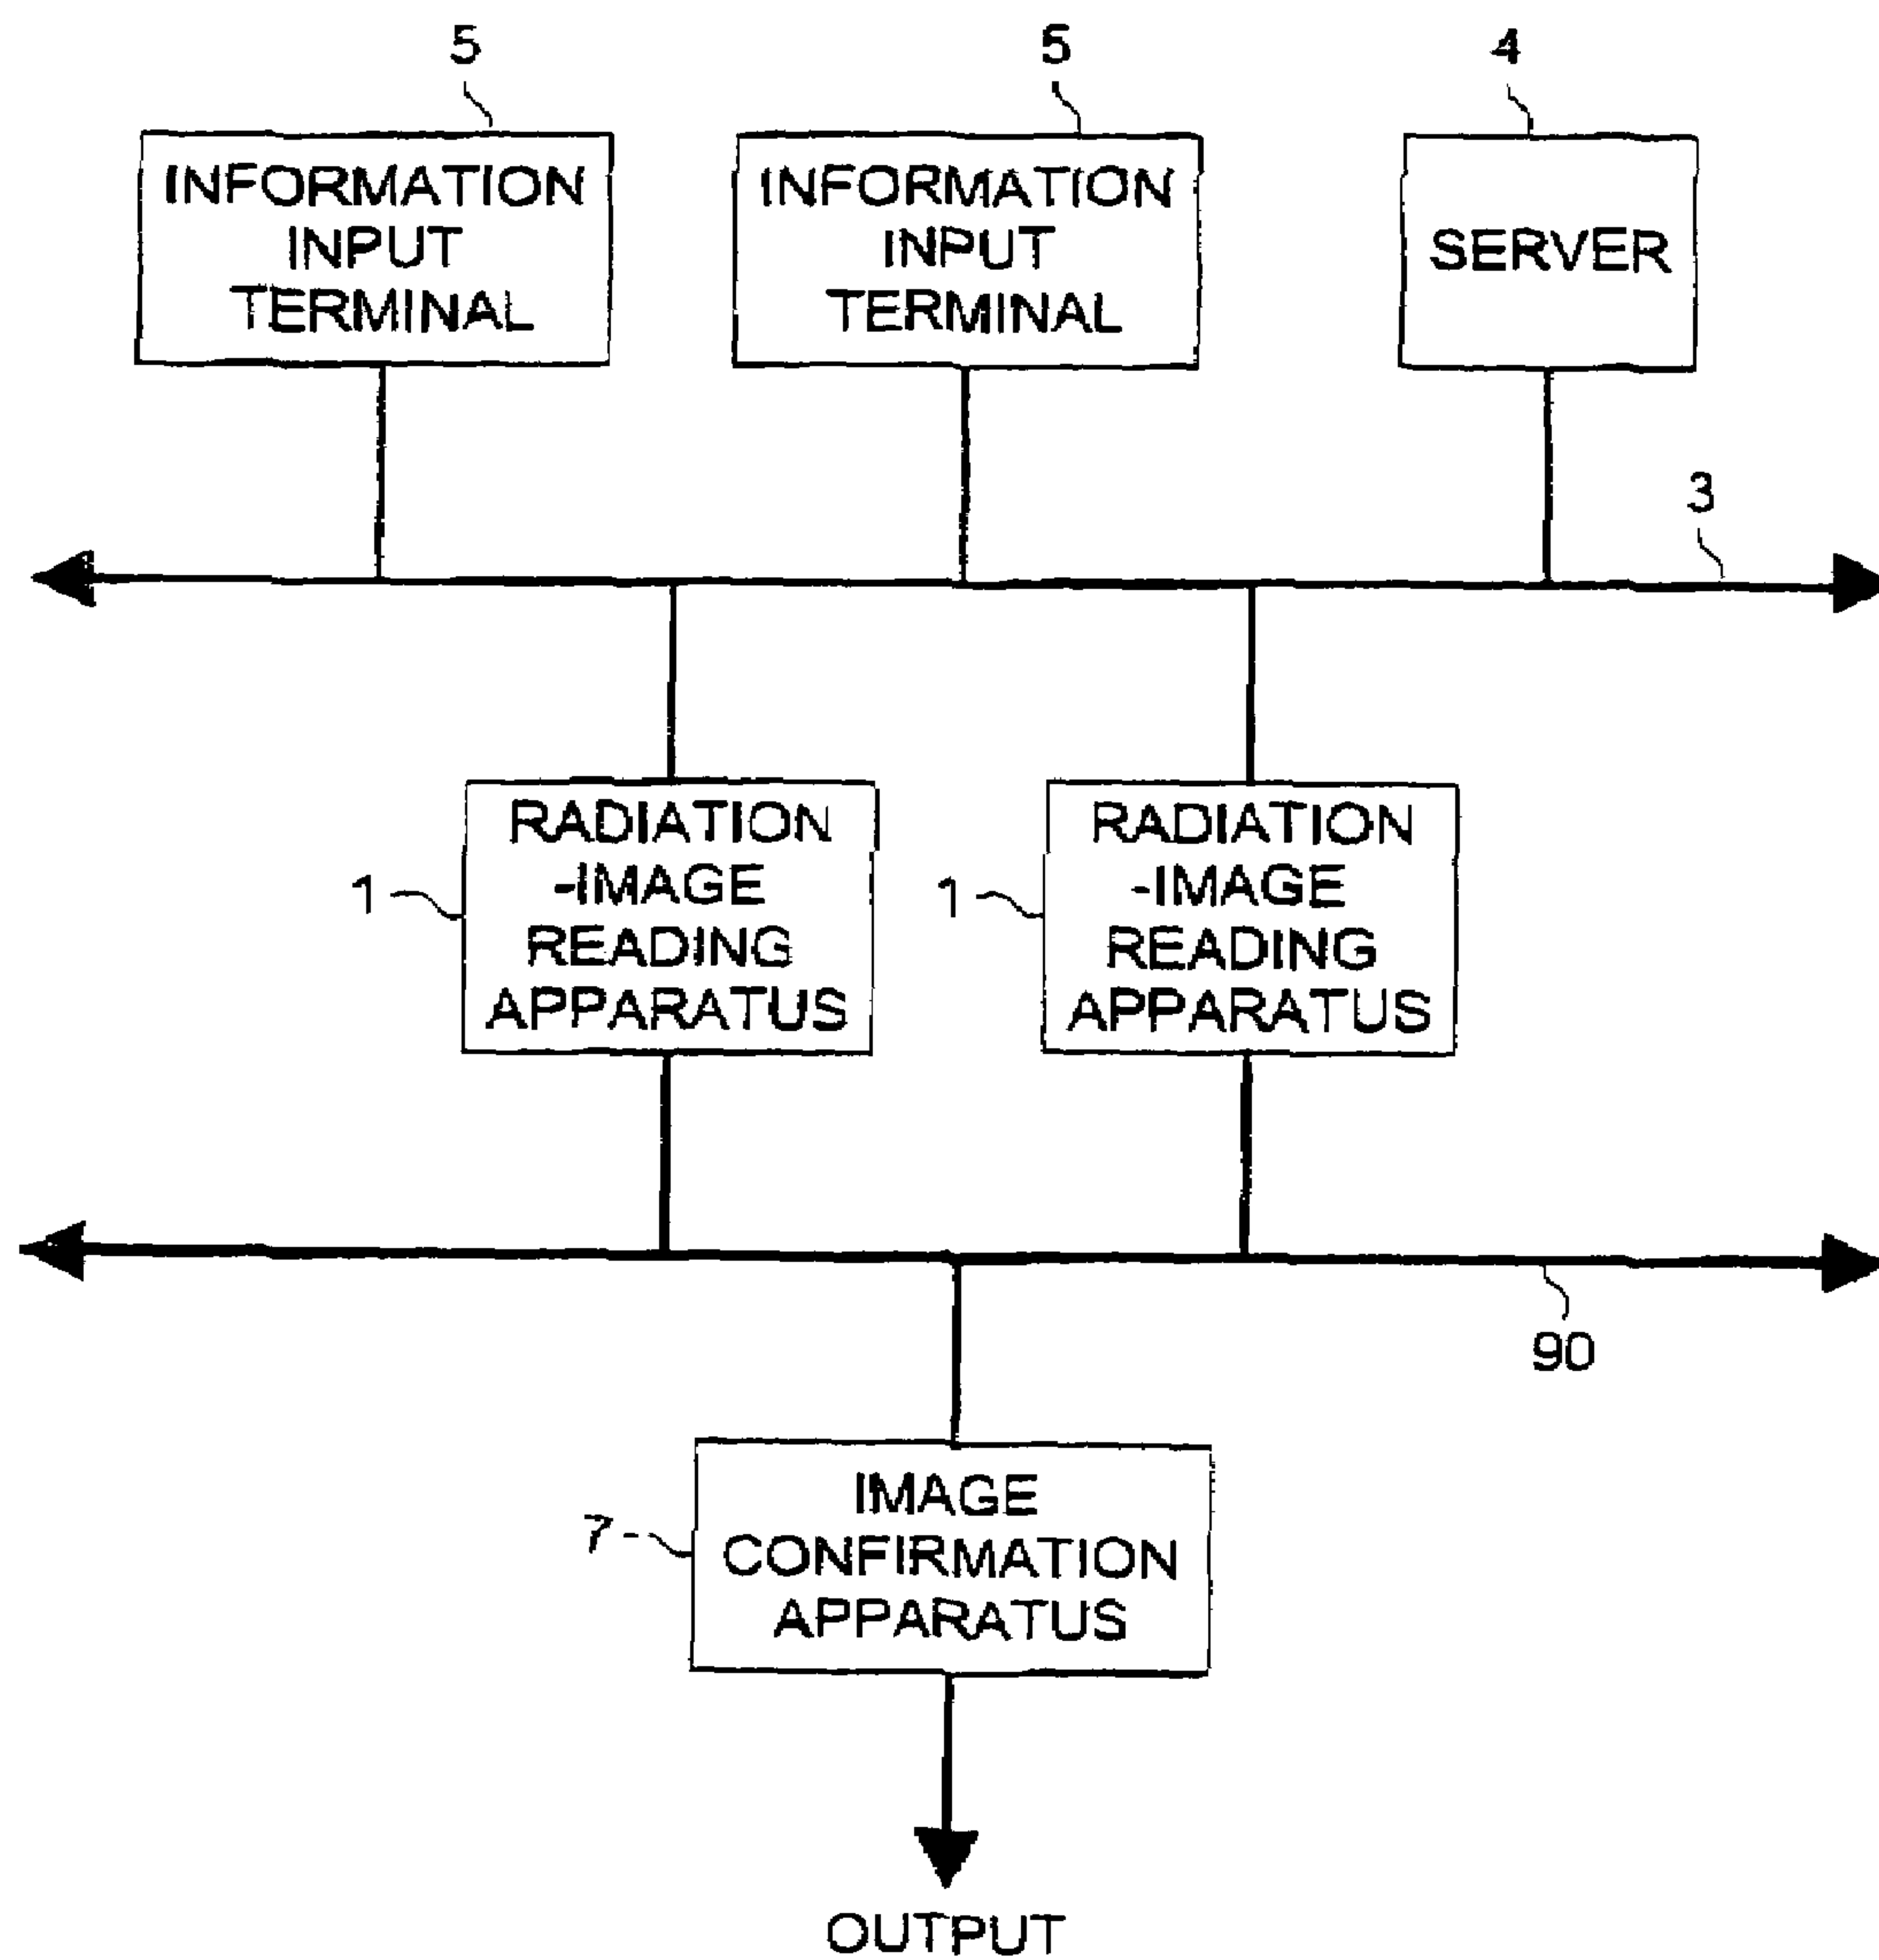 5
5
4
INFORMATION
INPUT
TERMINAL
INFORMATION
INPUT
TERMINAL
SERVER
3
1
RADIATION
-IMAGE
READING
APPARATUS
1
RADIATION
-IMAGE
READING
APPARATUS
90
7
IMAGE
CONFIRMATION
APPARATUS
OUTPUT